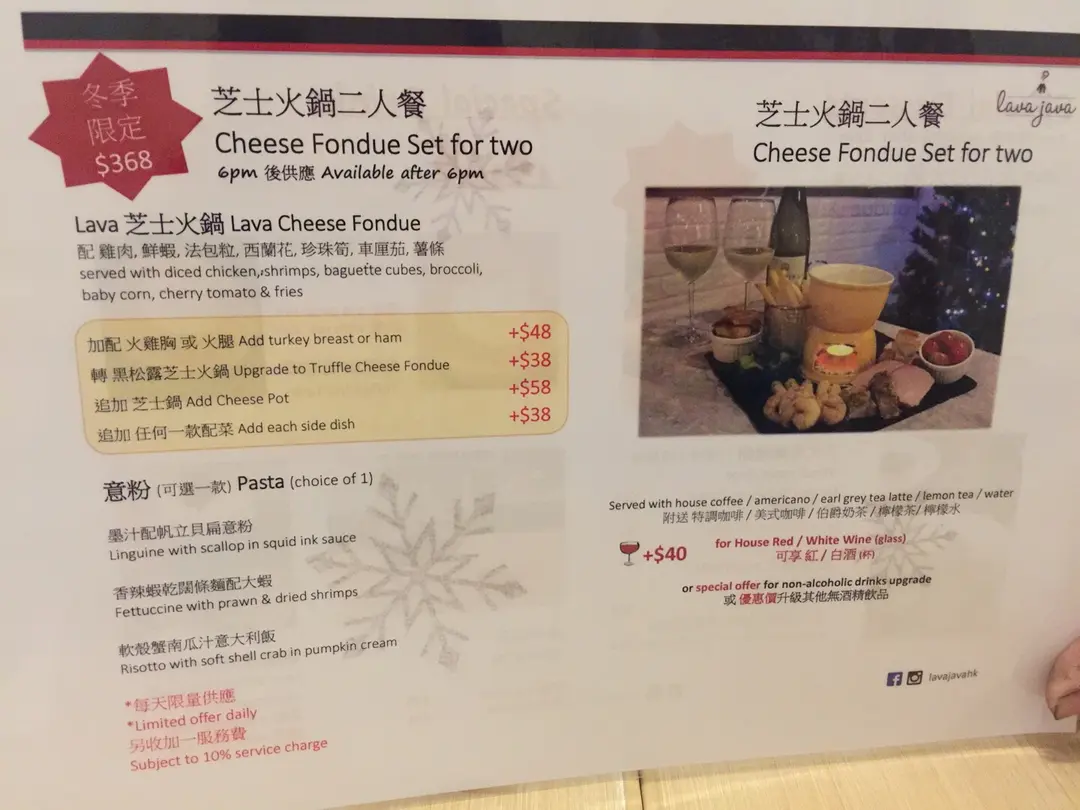 冬季
限定
$368
芝士火鍋二人餐
Cheese Fondue Set for two
6pm 後供應 Available after 6pm
Lava 芝士火鍋 Lava Cheese Fondue
配 雞肉, 鮮蝦, 法包粒, 西蘭花, 珍珠筍, 車厘茄, 薯條
served with diced chicken, shrimps, baguette cubes, broccoli,
baby corn, cherry tomato & fries
加配 火雞胸 或 火腿 Add turkey breast or ham +$48
轉 黑松露芝士火鍋 Upgrade to Truffle Cheese Fondue +$38
追加 芝士鍋 Add Cheese Pot +$58
追加 任何一款配菜 Add each side dish +$38
意粉 (可選一款) Pasta (choice of 1)
墨汁配帆立貝扁意粉
Linguine with scallop in squid ink sauce
香辣蝦乾闊條麵配大蝦
Fettuccine with prawn & dried shrimps
軟殼蟹南瓜汁意大利飯
Risotto with soft shell crab in pumpkin cream
*每天限量供應
*Limited offer daily
另收加一服務費
Subject to 10% service charge
lava java
芝士火鍋二人餐
Cheese Fondue Set for two
Served with house coffee / americano / earl grey tea latte / lemon tea / water
附送 特調咖啡 / 美式咖啡 / 伯爵奶茶 / 檸檬茶/ 檸檬水
+$40 for House Red / White Wine (glass)
可享 紅 / 白酒 (杯)
or special offer for non-alcoholic drinks upgrade
或 優惠價升級其他無酒精飲品
lavajavahk